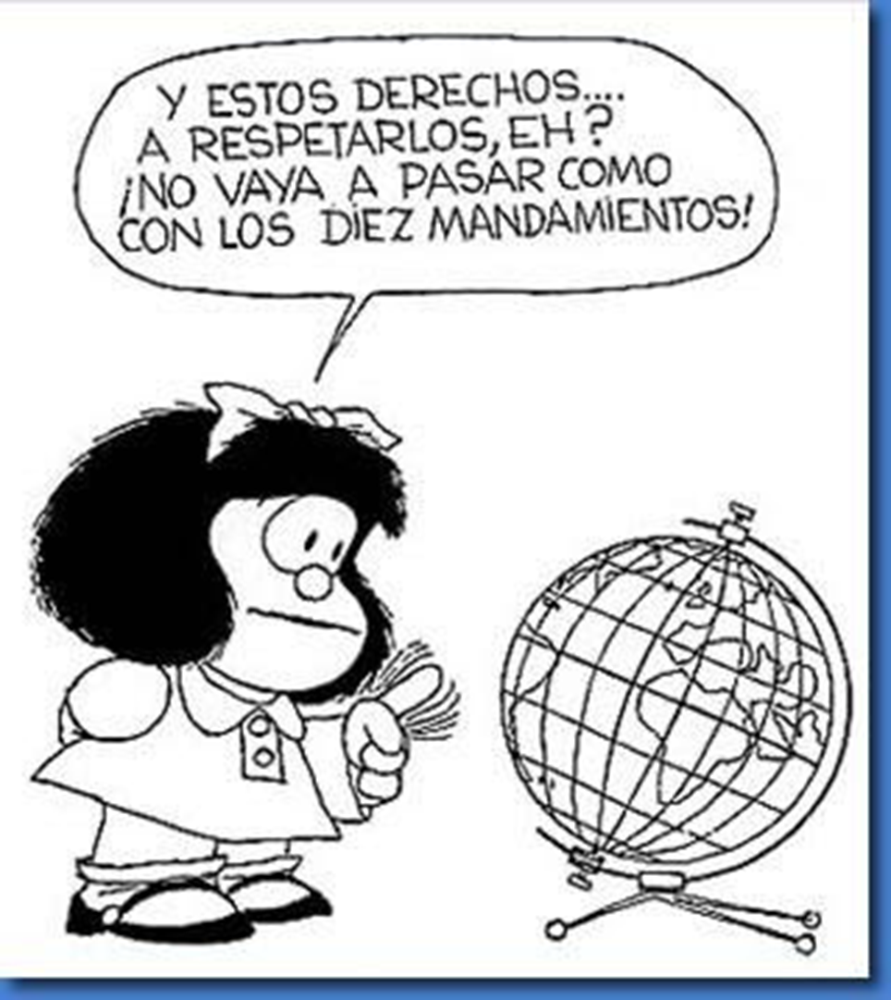 Y ESTOS DERECHOS....
A RESPETARLOS, EH?
¡NO VAYA A PASAR COMO
CON LOS DIEZ MANDAMIENTOS!